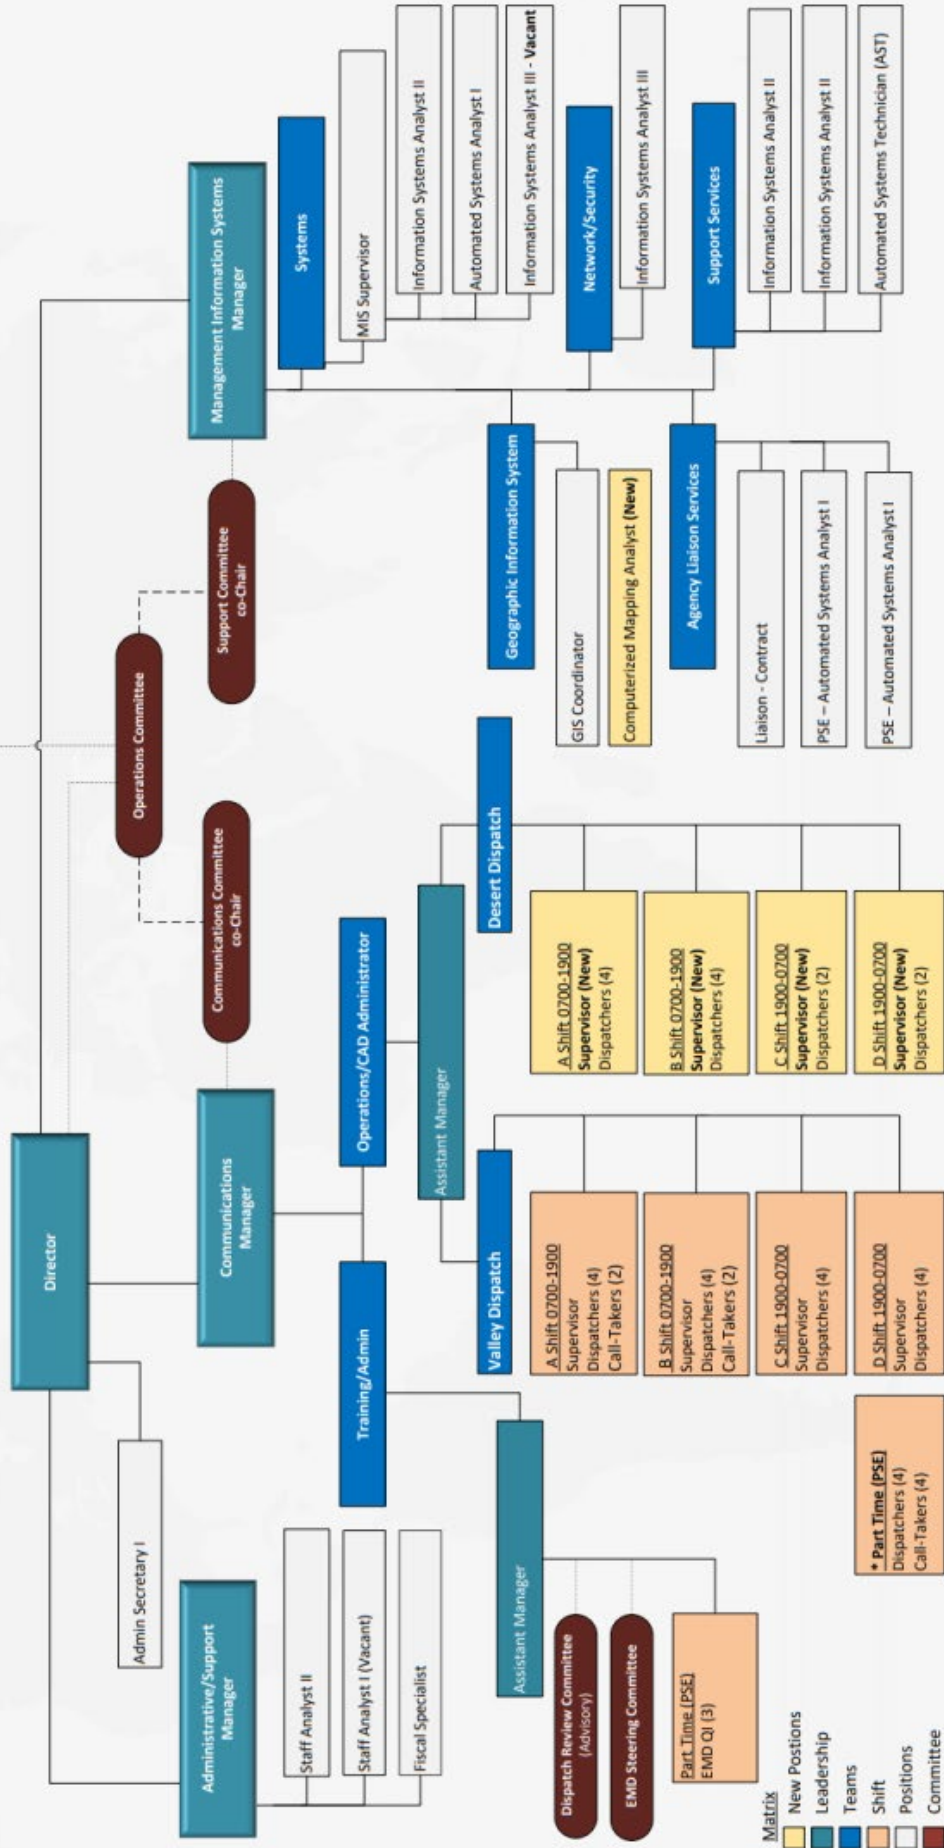 Director
Admin Secretary I
Administrative/Support
Manager
Staff Analyst II
Staff Analyst I (Vacant)
Fiscal Specialist
Communications
Manager
Communications Committee
co-Chair
Operations Committee
Support Committee
co-Chair
Management Information Systems
Manager
Training/Admin
Operations/CAD Administrator
Assistant Manager
Dispatch Review Committee
(Advisory)
EMD Steering Committee
Part Time (PSE)
EMD QI (3)
Assistant Manager
Valley Dispatch
A Shift 0700-1900
Supervisor
Dispatchers (4)
Call-Takers (2)
B Shift 0700-1900
Supervisor
Dispatchers (4)
Call-Takers (2)
C Shift 1900-0700
Supervisor
Dispatchers (4)
D Shift 1900-0700
Supervisor
Dispatchers (4)
* Part Time (PSE)
Dispatchers (4)
Call-Takers (4)
Desert Dispatch
A Shift 0700-1900
Supervisor (New)
Dispatchers (4)
B Shift 0700-1900
Supervisor (New)
Dispatchers (4)
C Shift 1900-0700
Supervisor (New)
Dispatchers (2)
D Shift 1900-0700
Supervisor (New)
Dispatchers (2)
Systems
MIS Supervisor
Information Systems Analyst II
Automated Systems Analyst I
Information Systems Analyst III - Vacant
Geographic Information System
GIS Coordinator
Computerized Mapping Analyst (New)
Network/Security
Information Systems Analyst III
Agency Liaison Services
Liaison - Contract
PSE – Automated Systems Analyst I
PSE – Automated Systems Analyst I
Support Services
Information Systems Analyst II
Information Systems Analyst II
Automated Systems Technician (AST)
Matrix
New Postions
Leadership
Teams
Shift
Positions
Committee